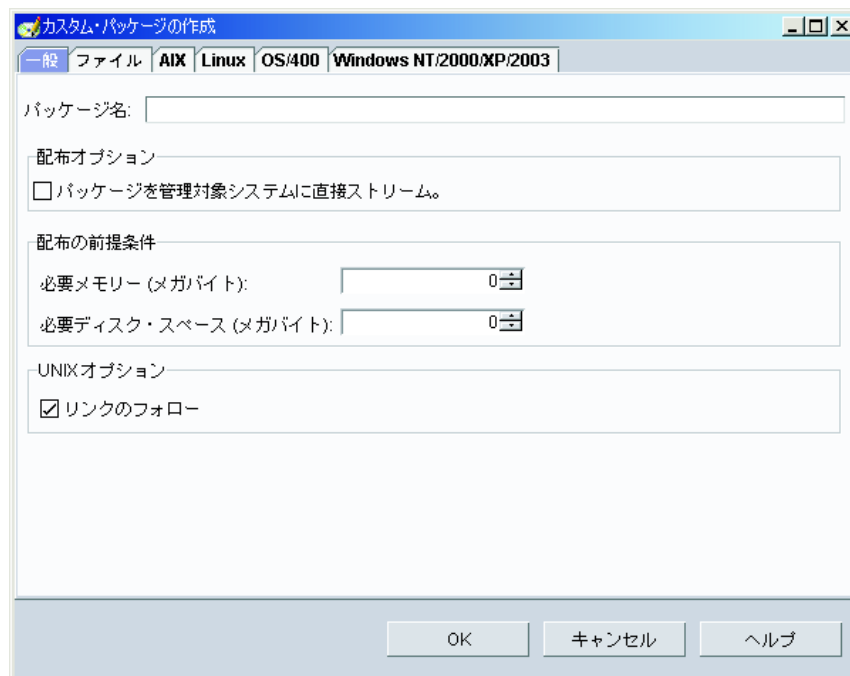 カスタム・パッケージの作成
一般 ファイル AIX Linux OS/400 Windows NT/2000/XP/2003
パッケージ名:
配布オプション
パッケージを管理対象システムに直接ストリーム。
配布の前提条件
必要メモリー (メガバイト): 0
必要ディスク・スペース (メガバイト): 0
UNIXオプション
リンクのフォロー
OK キャンセル ヘルプ